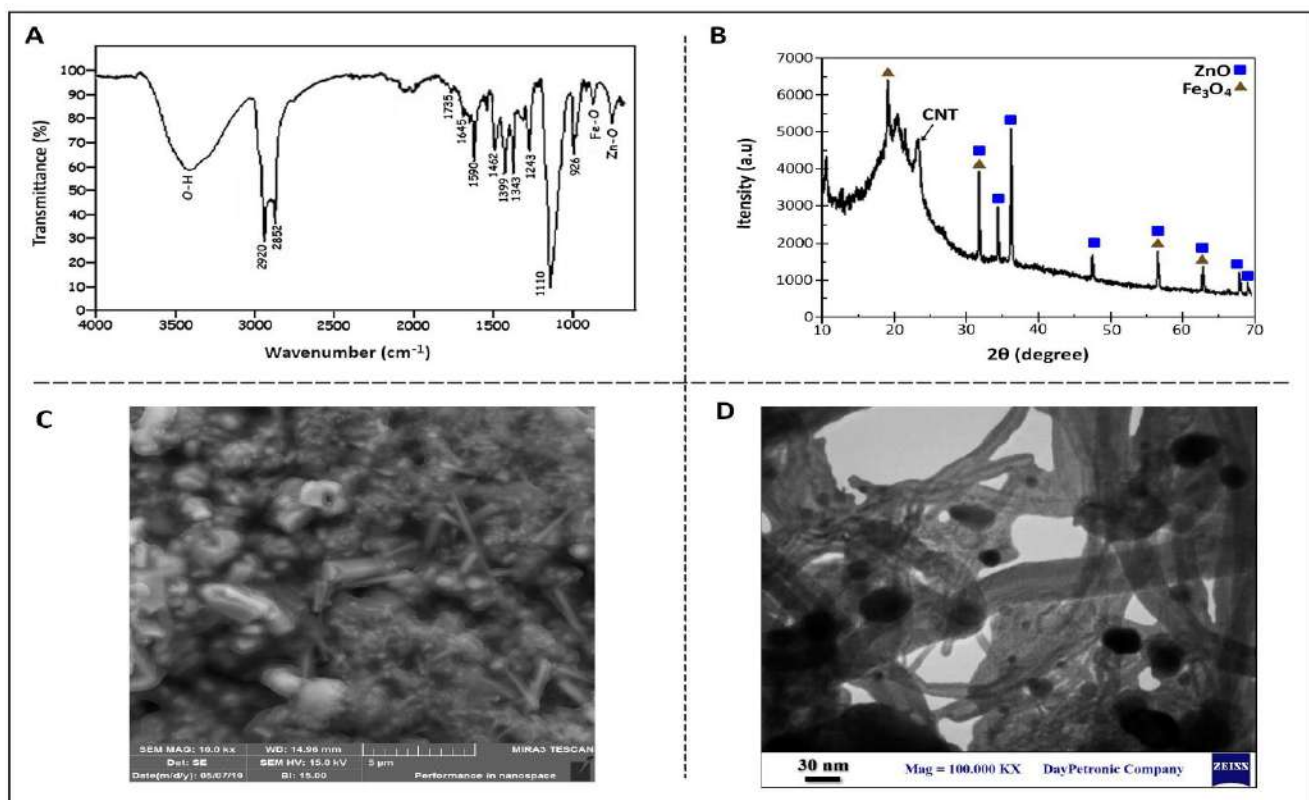 A
Transmittance (%)
100
90
80
70
60
50
40
30
20
10
0
O-H
2920
2852
1735
1645
1590
1462
1399
1343
1243
1110
926
Fe-O
Zn-O
4000
3500
3000
2500
2000
1500
1000
Wavenumber (cm⁻¹)
B
Itensity (a.u)
7000
6000
5000
4000
3000
2000
1000
0
CNT
ZnO
Fe₃O₄
10
20
30
40
50
60
70
2θ (degree)
C
SEM MAG: 10.0 kx
WD: 14.96 mm
MIRA3 TESCAN
Det: SE
SEM HV: 15.0 kV
5 µm
Date(m/d/y): 05/07/19
BI: 15.00
Performance in nanospace
D
30 nm
Mag = 100.000 KX
DayPetronic Company
ZEISS